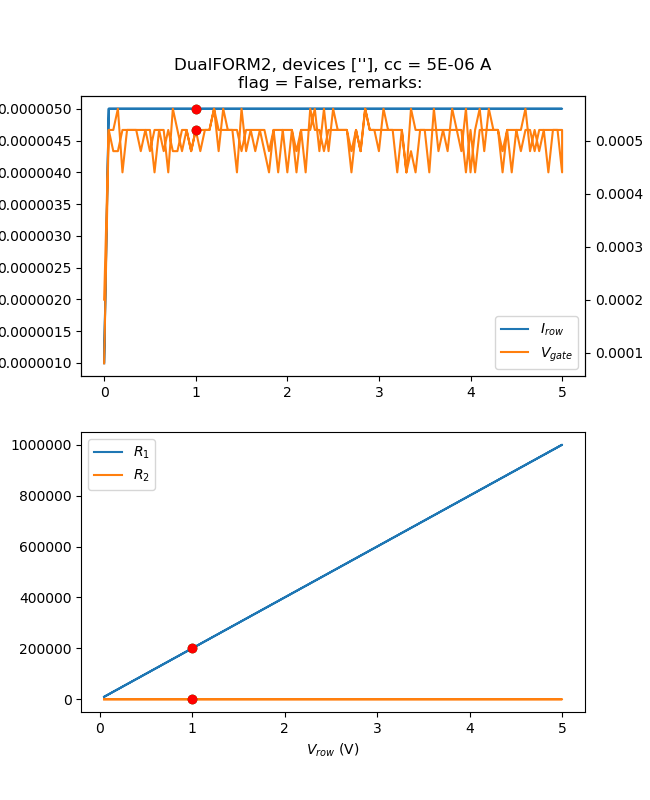 DualFORM2, devices [''], cc = 5E-06 A
flag = False, remarks:
0.0000050
0.0000045
0.0000040
0.0000035
0.0000030
0.0000025
0.0000020
0.0000015
0.0000010
0.0005
0.0004
0.0003
0.0002
0.0001
I_row
V_gate
0 1 2 3 4 5
1000000
800000
600000
400000
200000
0
R_1
R_2
0 1 2 3 4 5
V_row (V)